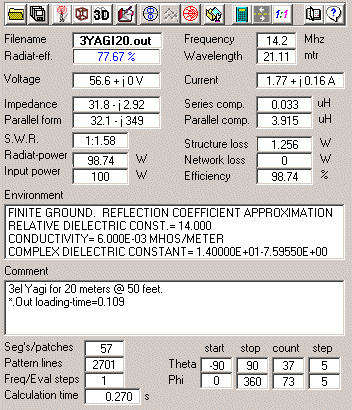 3D 1:1 ?
Filename 3YAGI20.out Frequency 14.2 Mhz
Radiat-eff. 77.67 % Wavelength 21.11 mtr
Voltage 56.6 + j 0 V Current 1.77 + j 0.16 A
Impedance 31.8 - j 2.92 Series comp. 0.033 uH
Parallel form 32.1 - j 349 Parallel comp. 3.915 uH
S.W.R. 1:1.58 Structure loss 1.256 W
Radiat-power 98.74 W Network loss 0 W
Input power 100 W Efficiency 98.74 %
Environment
FINITE GROUND. REFLECTION COEFFICIENT APPROXIMATION
RELATIVE DIELECTRIC CONST.= 14.000
CONDUCTIVITY= 6.000E-03 MHOS/METER
COMPLEX DIELECTRIC CONSTANT= 1.40000E+01-7.59550E+00
Comment
3el Yagi for 20 meters @ 50 feet.
*.Out loading-time=0.109
Seg's/patches 57 start stop count step
Pattern lines 2701 Theta -90 90 37 5
Freq/Eval steps 1 Phi 0 360 73 5
Calculation time 0.270 s